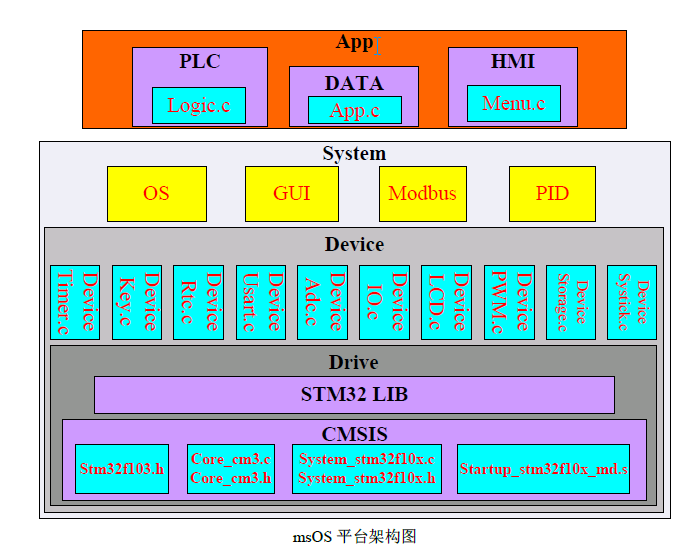 App
PLC
DATA
HMI
Logic.c
App.c
Menu.c
System
OS
GUI
Modbus
PID
Device
Device
Timer.c
Device
Key.c
Device
Rtc.c
Device
Usart.c
Device
Adc.c
Device
IO.c
Device
LCD.c
Device
PWM.c
Device
Storage.c
Device
Systick.c
Drive
STM32 LIB
CMSIS
Stm32f103.h
Core_cm3.c
Core_cm3.h
System_stm32f10x.c
System_stm32f10x.h
Startup_stm32f10x_md.s
msOS 平台架构图